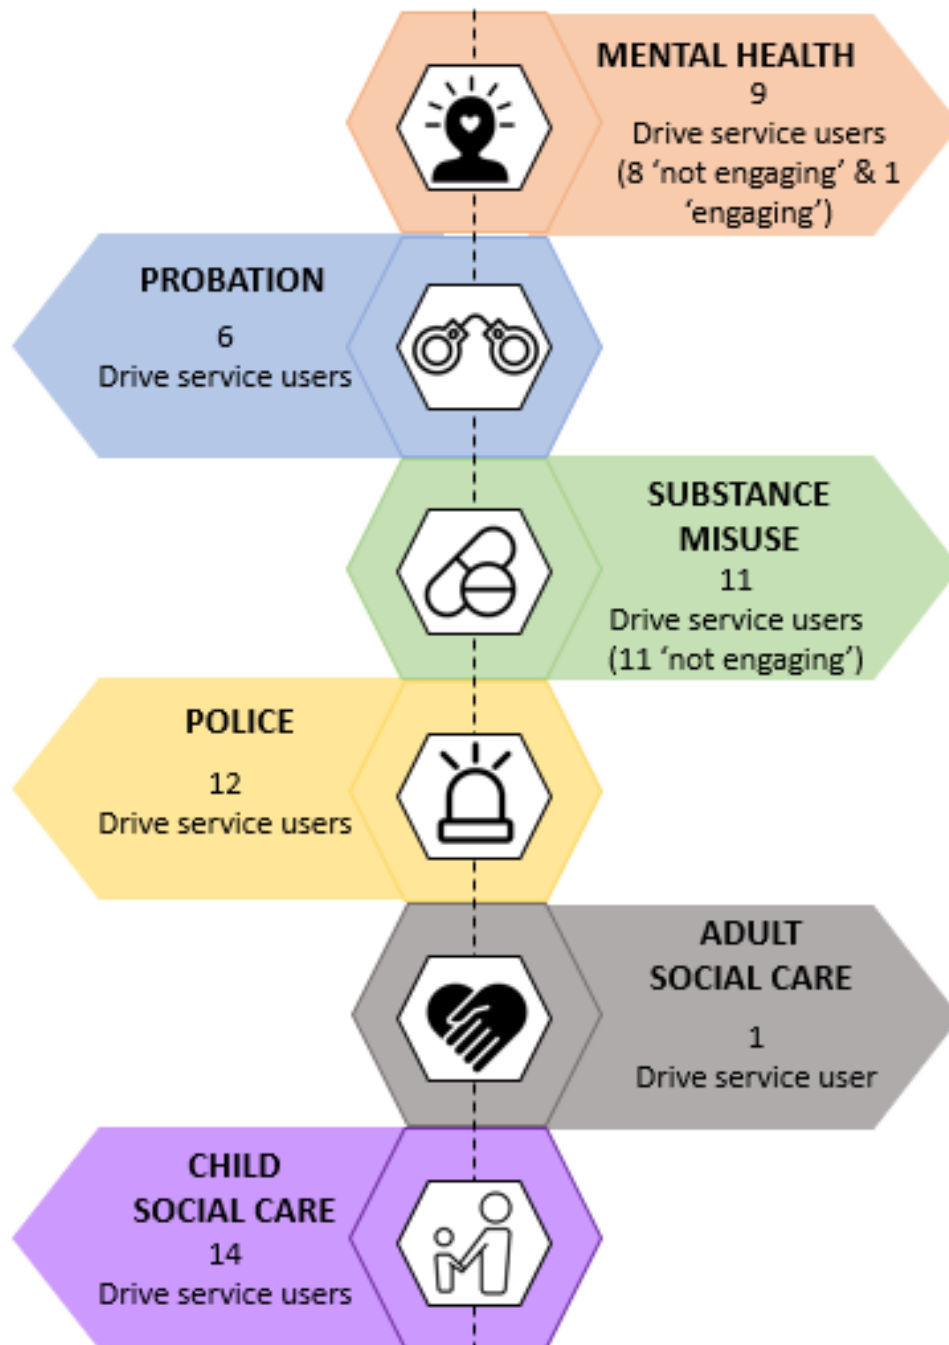 MENTAL HEALTH
9
Drive service users
(8 ‘not engaging’ & 1
‘engaging’)
PROBATION
6
Drive service users
SUBSTANCE
MISUSE
11
Drive service users
(11 ‘not engaging’)
POLICE
12
Drive service users
ADULT
SOCIAL CARE
1
Drive service user
CHILD
SOCIAL CARE
14
Drive service users